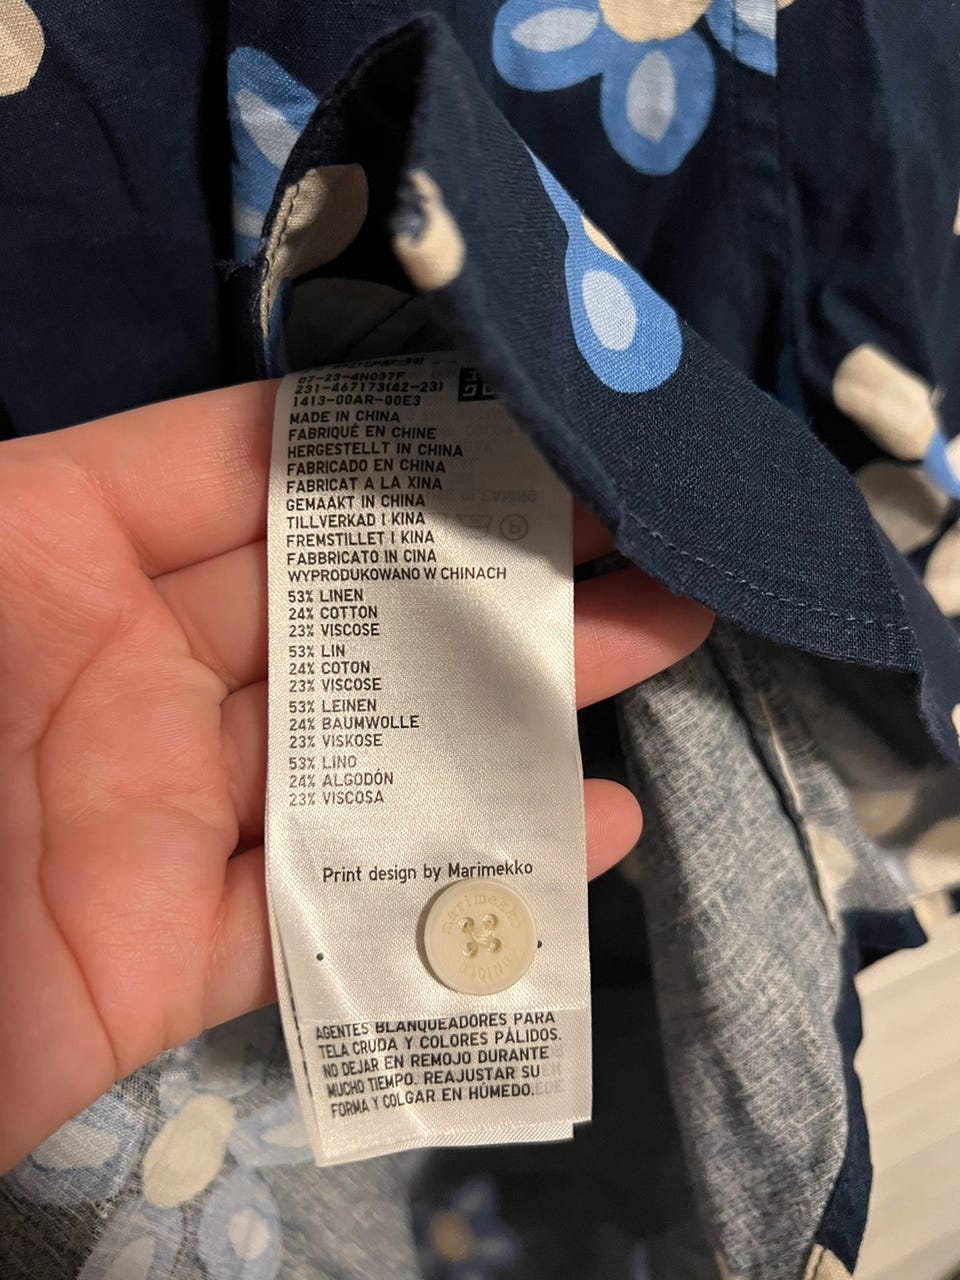 07-23-4N037F
231-467173(42-23)
1413-00AR-00E3
MADE IN CHINA
FABRIQUÉ EN CHINE
HERGESTELLT IN CHINA
FABRICADO EN CHINA
FABRICAT A LA XINA
GEMAAKT IN CHINA
TILLVERKAD I KINA
FREMSTILLET I KINA
FABBRICATO IN CINA
WYPRODUKOWANO W CHINACH
53% LINEN
24% COTTON
23% VISCOSE
53% LIN
24% COTON
23% VISCOSE
53% LEINEN
24% BAUMWOLLE
23% VISKOSE
53% LINO
24% ALGODÓN
23% VISCOSA
Print design by Marimekko
marimekko
UNIQLO
AGENTES BLANQUEADORES PARA
TELA CRUDA Y COLORES PÁLIDOS.
NO DEJAR EN REMOJO DURANTE
MUCHO TIEMPO. REAJUSTAR SU
FORMA Y COLGAR EN HÚMEDO.